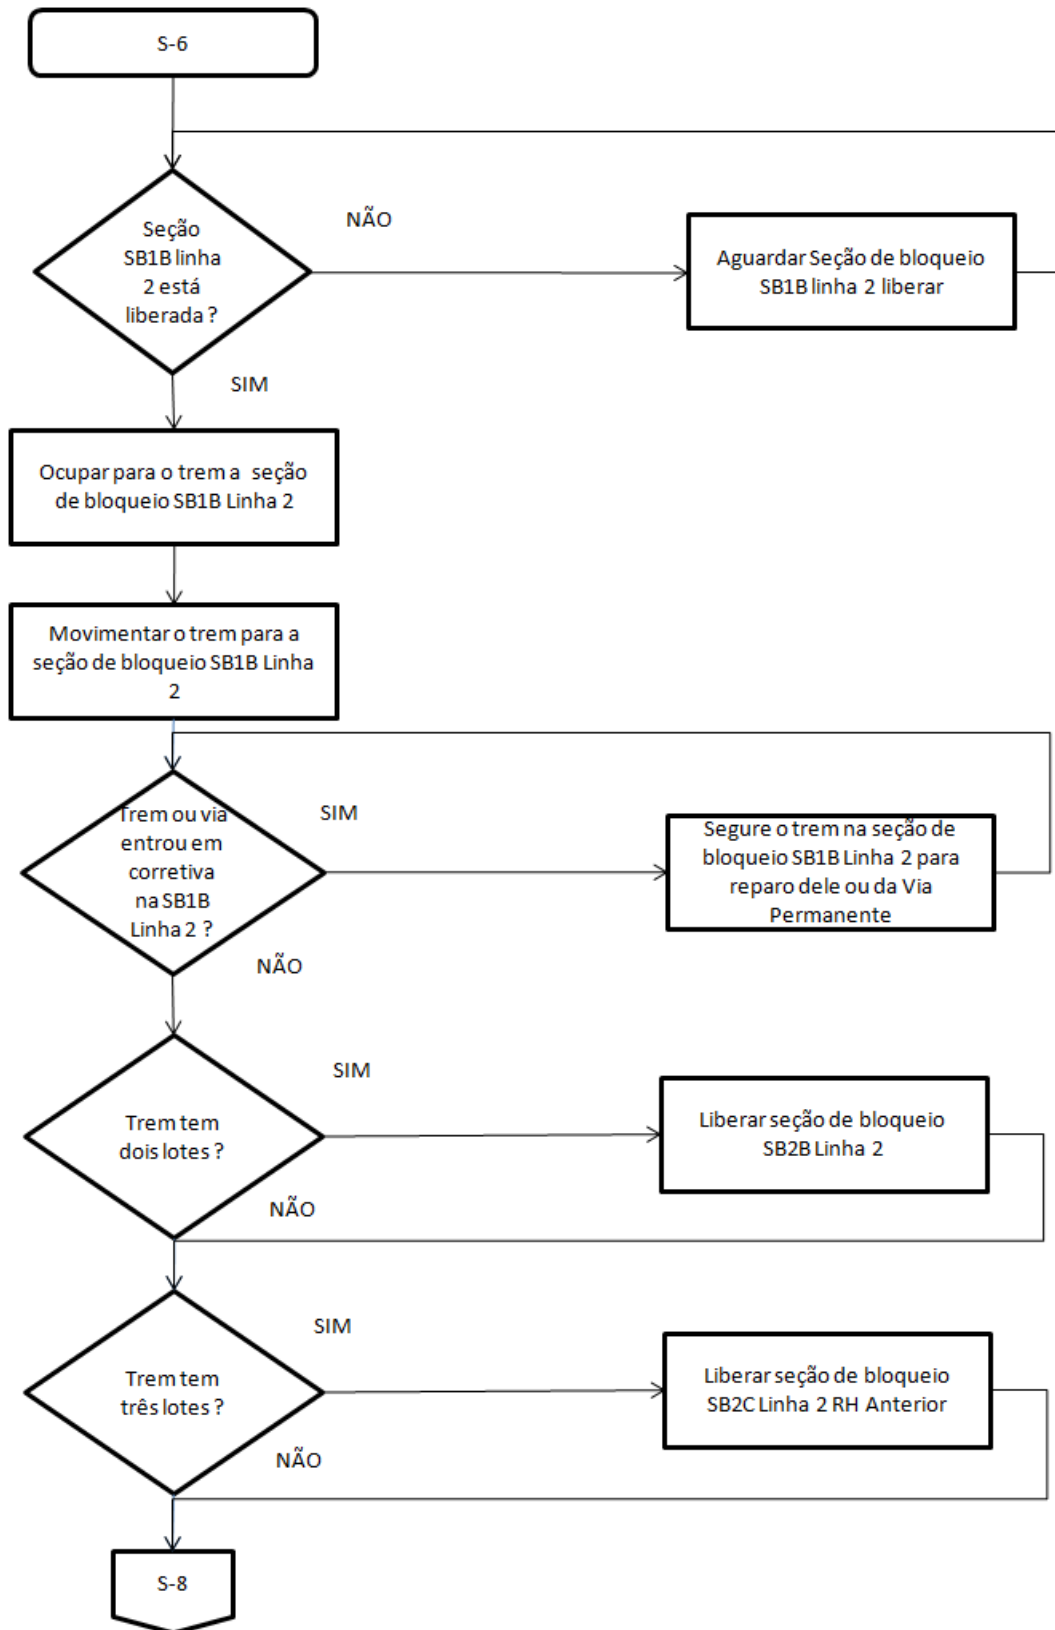 S-6
Seção
SB1B linha
2 está
liberada ?
NÃO
Aguardar Seção de bloqueio
SB1B linha 2 liberar
SIM
Ocupar para o trem a seção
de bloqueio SB1B Linha 2
Movimentar o trem para a
seção de bloqueio SB1B Linha
2
Trem ou via
entrou em
corretiva
na SB1B
Linha 2 ?
SIM
Segure o trem na seção de
bloqueio SB1B Linha 2 para
reparo dele ou da Via
Permanente
NÃO
Trem tem
dois lotes ?
SIM
Liberar seção de bloqueio
SB2B Linha 2
NÃO
Trem tem
três lotes ?
SIM
Liberar seção de bloqueio
SB2C Linha 2 RH Anterior
NÃO
S-8